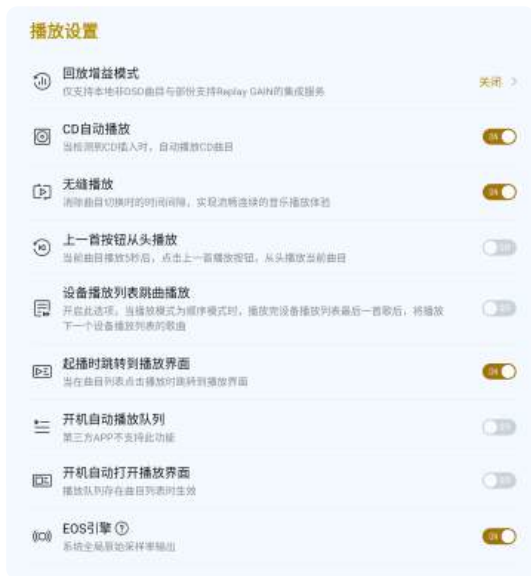 播放设置
回放增益模式
仅支持本地非DSD曲目与部份支持Replay GAIN的集成服务
关闭
CD自动播放
当检测到CD插入时，自动播放CD曲目
ON
无缝播放
消除曲目切换时的时间间隔，实现流畅连续的音乐播放体验
ON
上一首按钮从头播放
当前曲目播放5秒后，点击上一首播放按钮，从头播放当前曲目
OFF
设备播放列表跳曲播放
开启此选项，当播放模式为顺序模式时，播放完设备播放列表最后一首歌后，将播放
下一个设备播放列表的歌曲
OFF
起播时跳转到播放界面
当在曲目列表点击播放时跳转到播放界面
ON
开机自动播放队列
第三方APP不支持此功能
OFF
开机自动打开播放界面
播放队列存在曲目列表时生效
OFF
EOS引擎 ?
系统全局原始采样率输出
ON